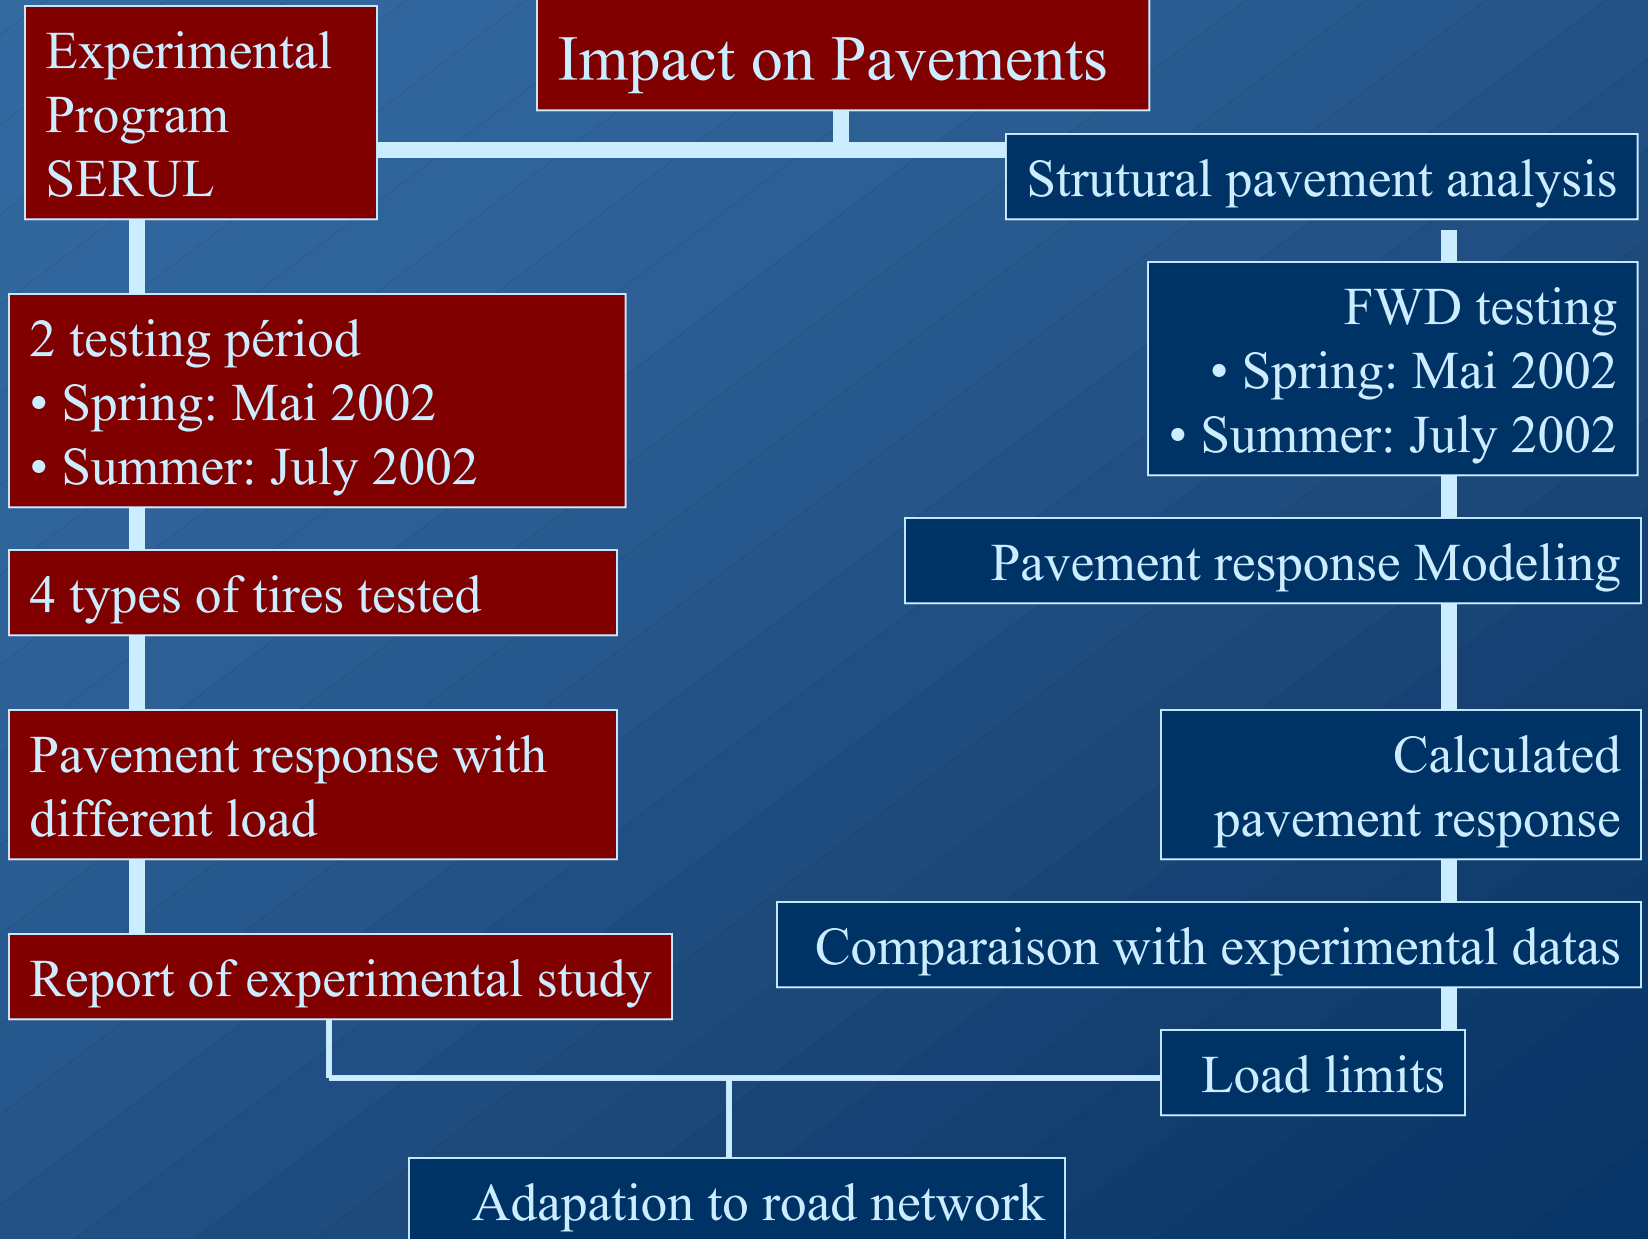 Impact on Pavements
Experimental
Program
SERUL
2 testing périod
• Spring: Mai 2002
• Summer: July 2002
4 types of tires tested
Pavement response with
different load
Report of experimental study
Strutural pavement analysis
FWD testing
• Spring: Mai 2002
• Summer: July 2002
Pavement response Modeling
Calculated
pavement response
Comparaison with experimental datas
Load limits
Adapation to road network